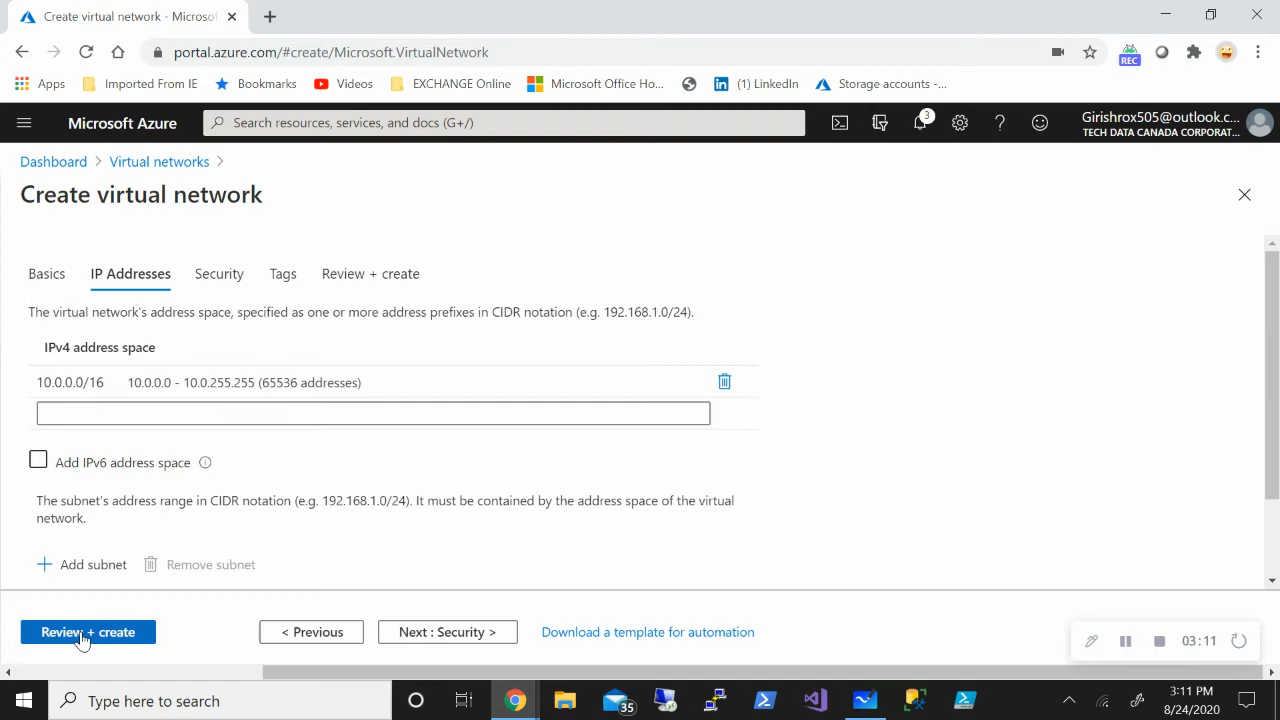 Create virtual network - Microsof
portal.azure.com/#create/Microsoft.VirtualNetwork
REC
Apps Imported From IE Bookmarks Videos EXCHANGE Online Microsoft Office Ho... (1) LinkedIn Storage accounts -...
Microsoft Azure Search resources, services, and docs (G+/) 3 Girishrox505@outlook.c...
TECH DATA CANADA CORPORAT...
Dashboard > Virtual networks >
Create virtual network
Basics IP Addresses Security Tags Review + create
The virtual network's address space, specified as one or more address prefixes in CIDR notation (e.g. 192.168.1.0/24).
IPv4 address space
10.0.0.0/16 10.0.0.0 - 10.0.255.255 (65536 addresses)
Add IPv6 address space
The subnet's address range in CIDR notation (e.g. 192.168.1.0/24). It must be contained by the address space of the virtual
network.
+ Add subnet Remove subnet
Review + create < Previous Next : Security > Download a template for automation
03:11
Type here to search 35 3:11 PM
8/24/2020